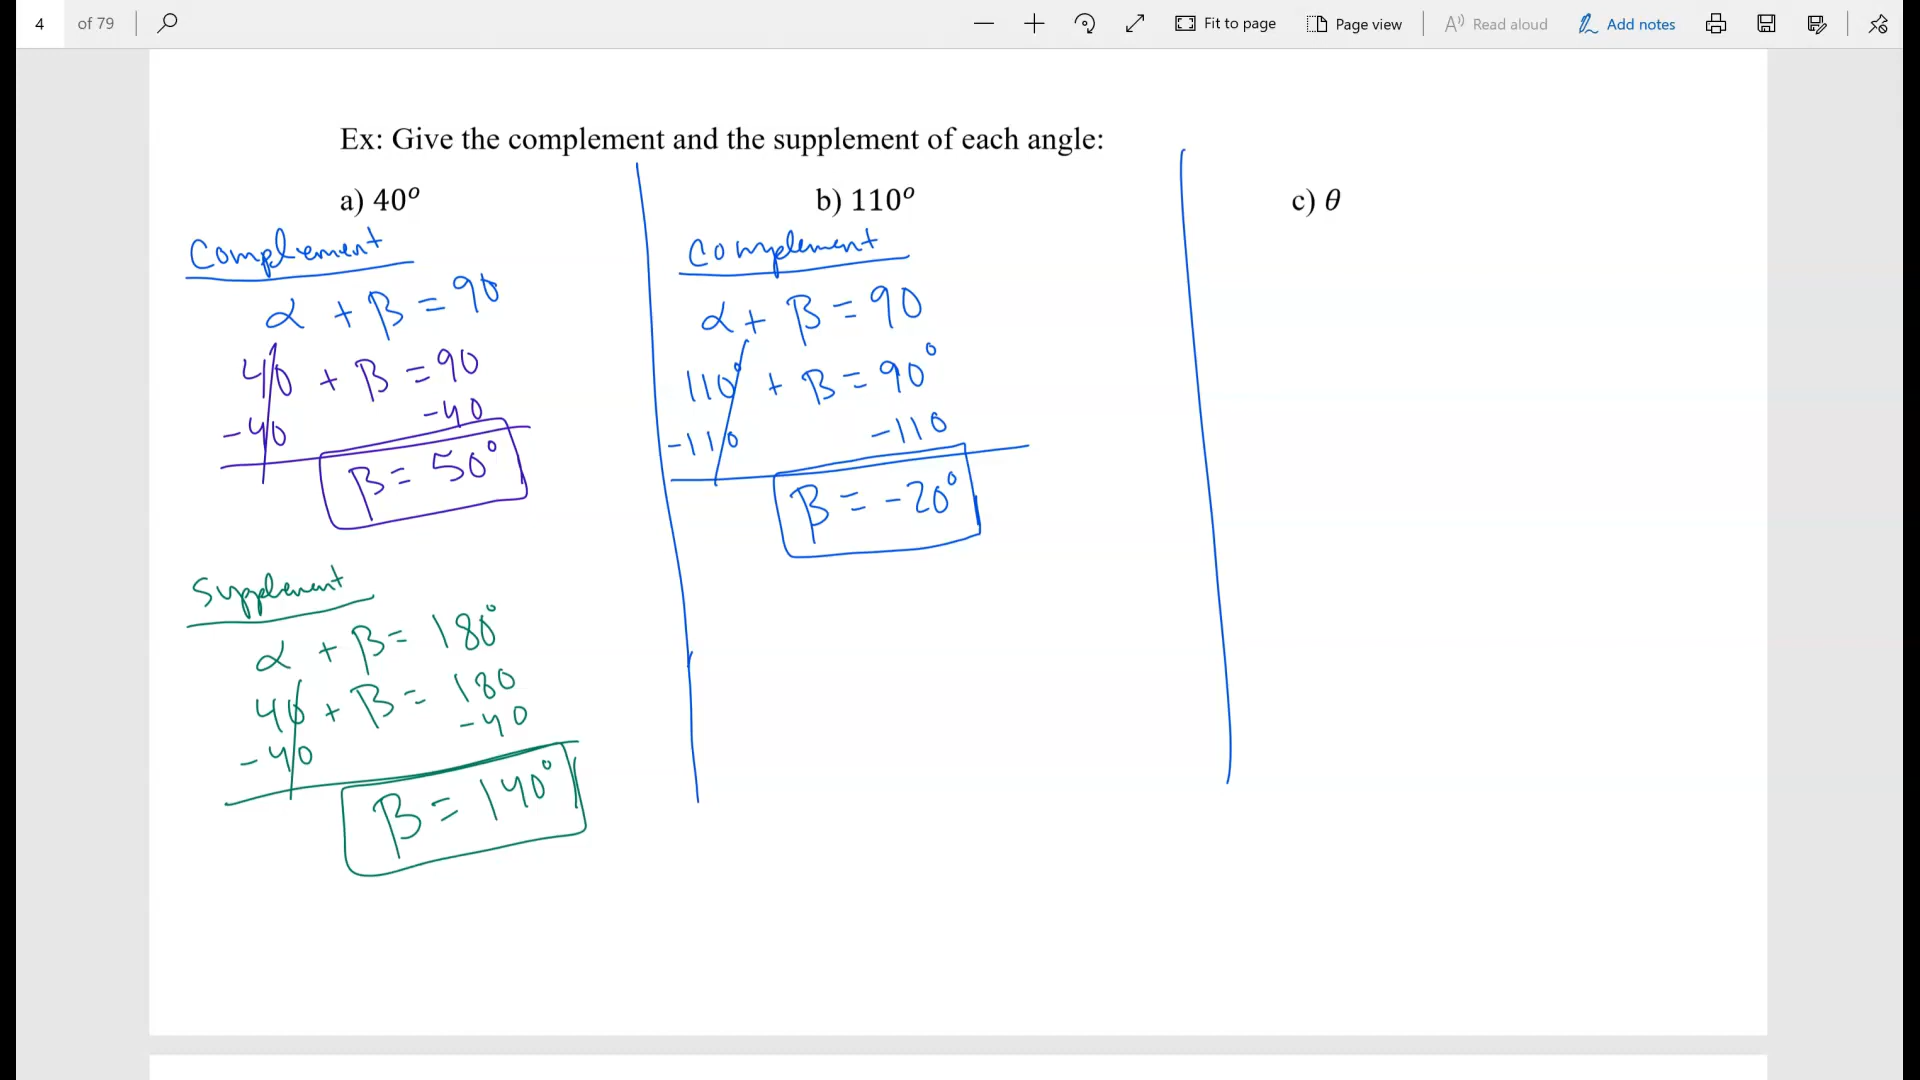 4 of 79
Fit to page
Page view
Read aloud
Add notes
Ex: Give the complement and the supplement of each angle:
a) 40°
Complement
α + β = 90
40 + β = 90
-40 -40
β = 50°
Supplement
α + β = 180°
40 + β = 180
-40 -40
β = 140°
b) 110°
Complement
α + β = 90
110° + β = 90°
-110 -110
β = -20°
c) θ